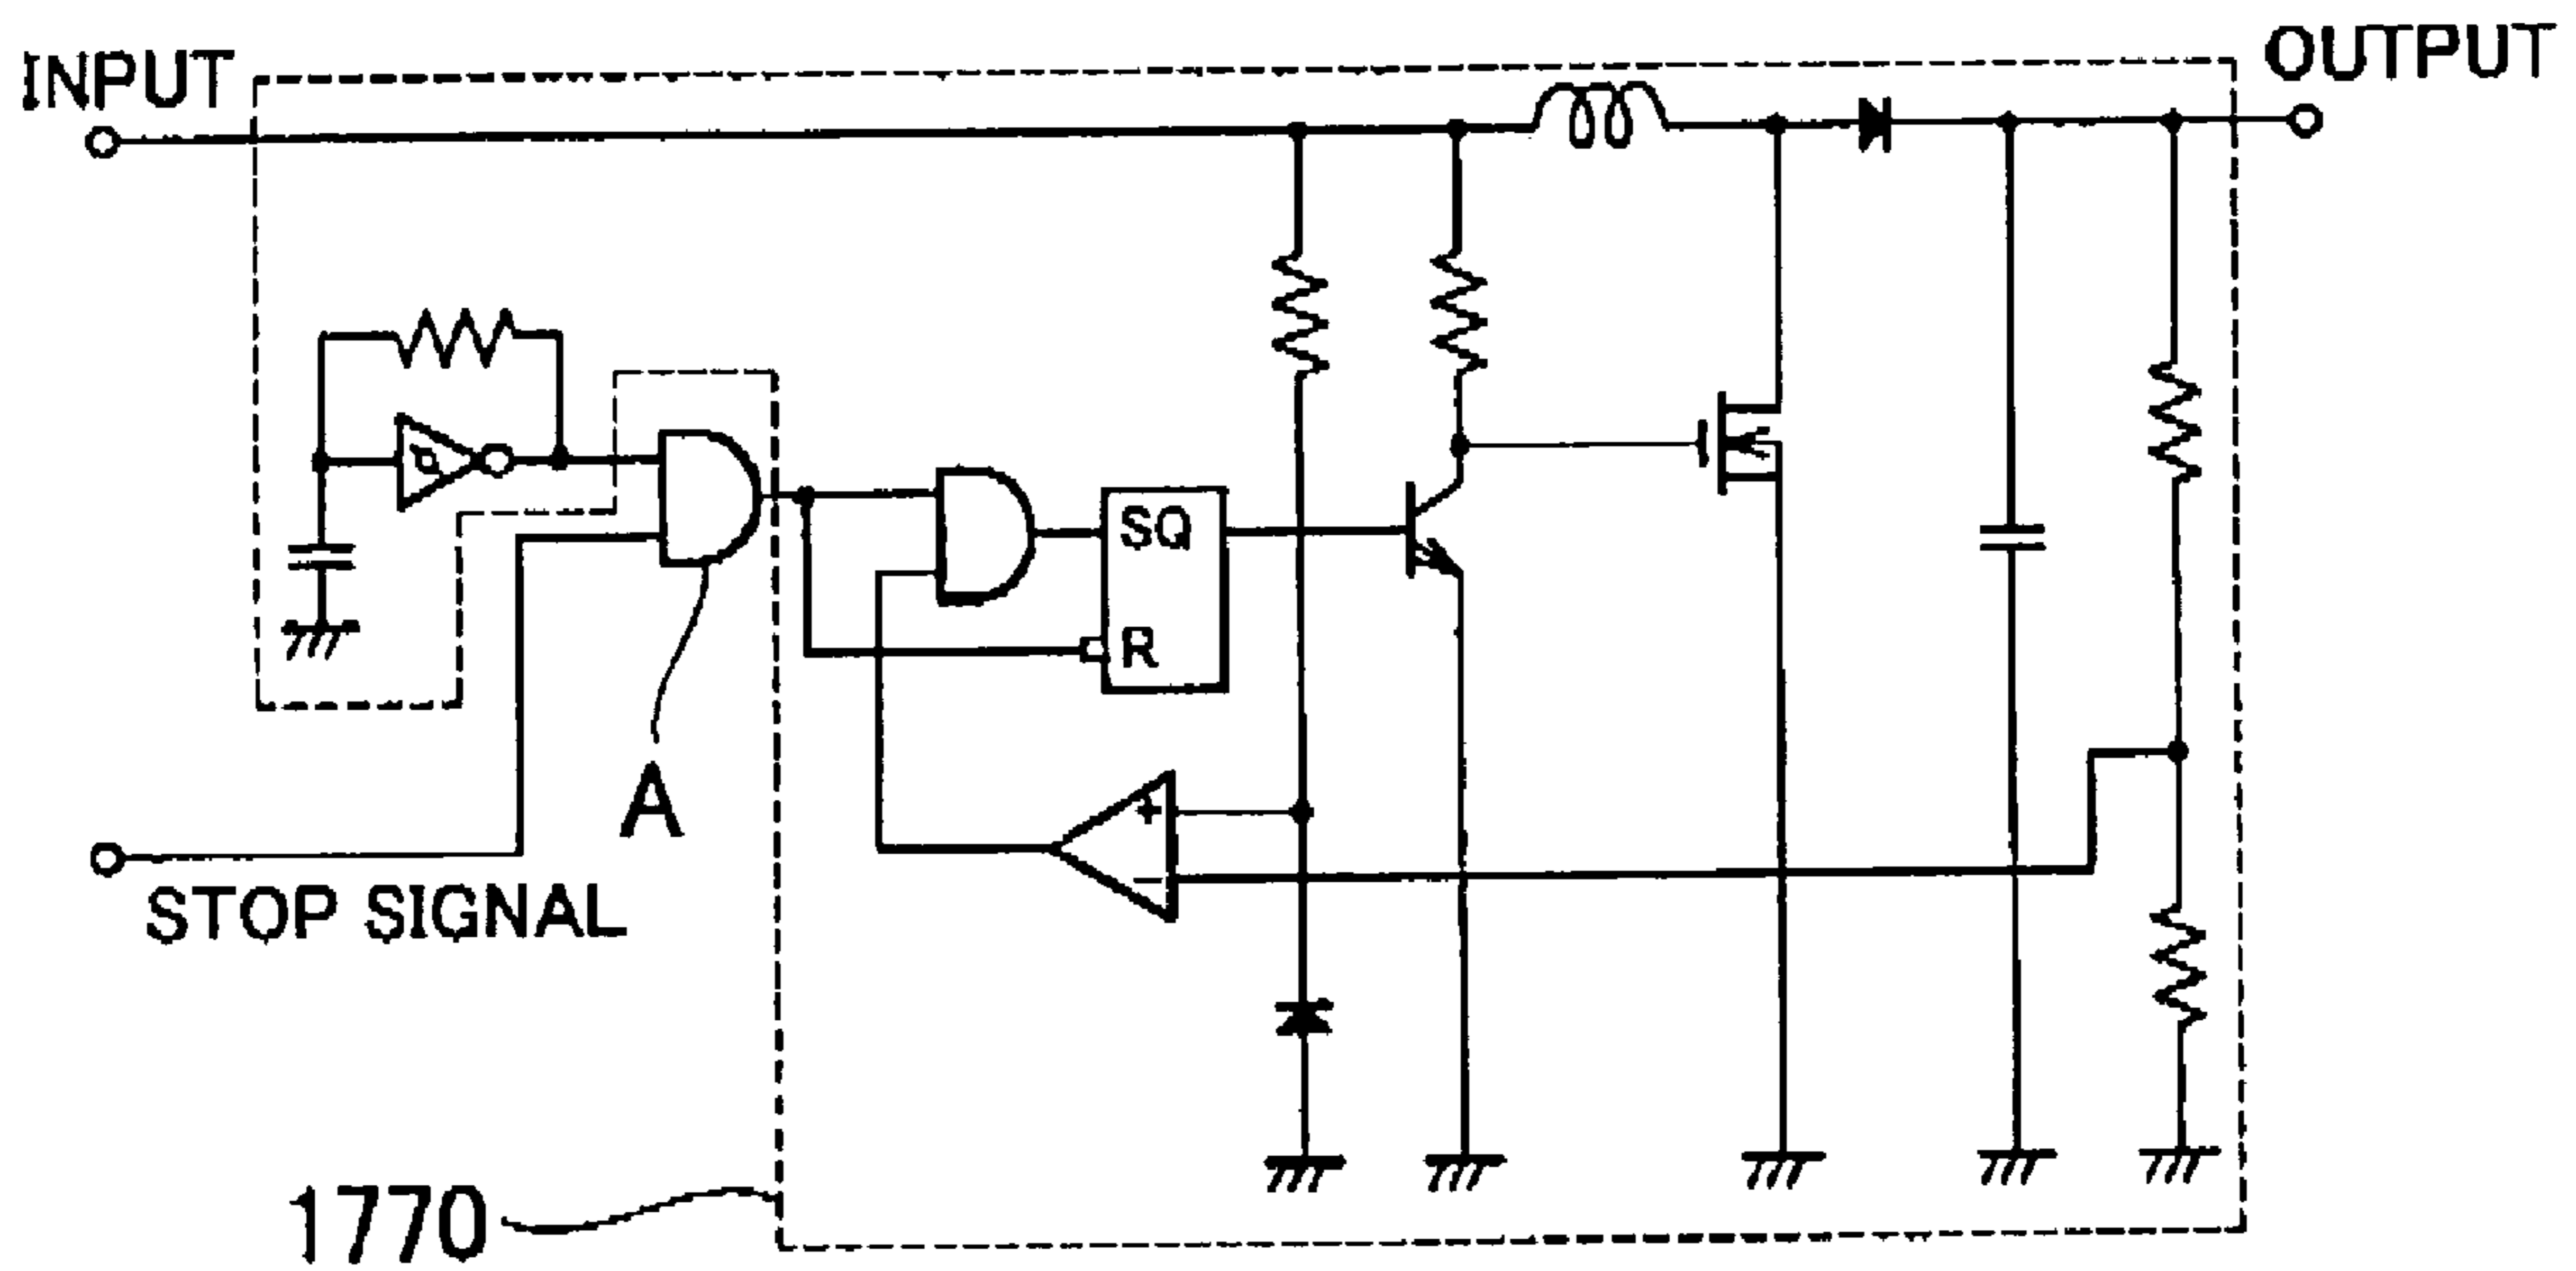 INPUT
OUTPUT
SQ
R
A
+
−
STOP SIGNAL
1770